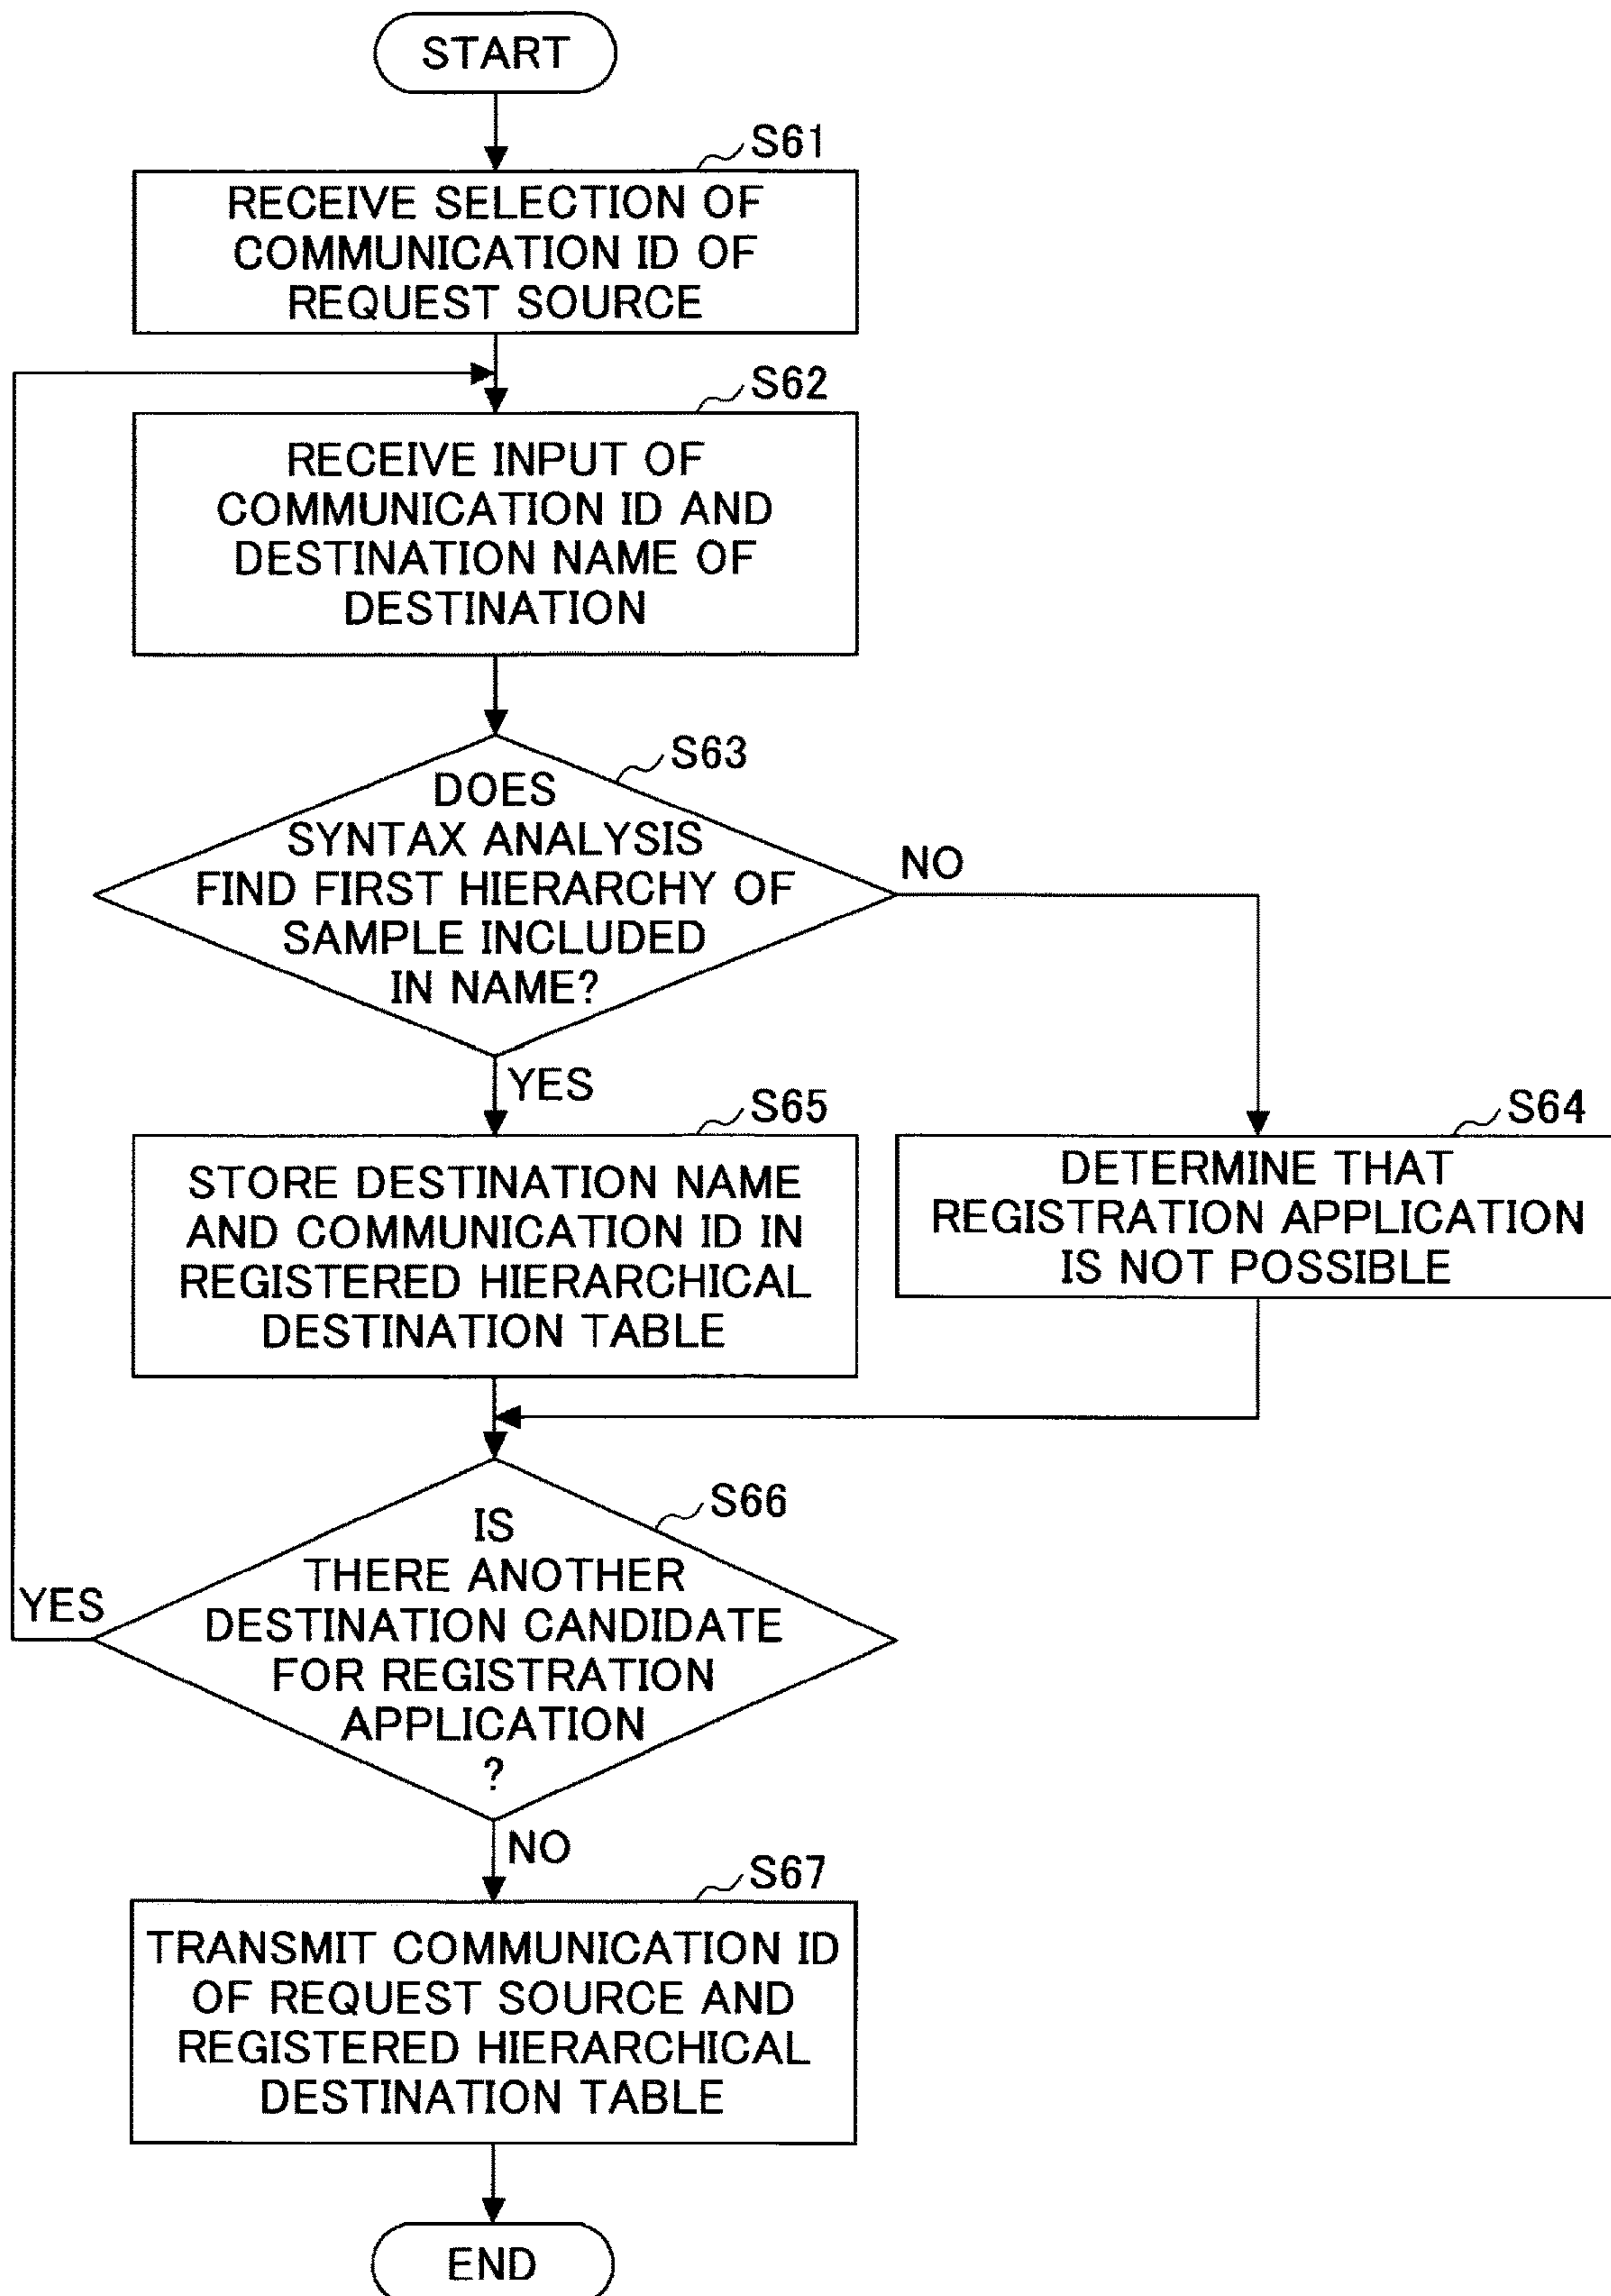 START
S61
RECEIVE SELECTION OF
COMMUNICATION ID OF
REQUEST SOURCE
S62
RECEIVE INPUT OF
COMMUNICATION ID AND
DESTINATION NAME OF
DESTINATION
S63
DOES
SYNTAX ANALYSIS
FIND FIRST HIERARCHY OF
SAMPLE INCLUDED
IN NAME?
NO
YES
S65
STORE DESTINATION NAME
AND COMMUNICATION ID IN
REGISTERED HIERARCHICAL
DESTINATION TABLE
S64
DETERMINE THAT
REGISTRATION APPLICATION
IS NOT POSSIBLE
S66
IS
THERE ANOTHER
DESTINATION CANDIDATE
FOR REGISTRATION
APPLICATION
?
YES
NO
S67
TRANSMIT COMMUNICATION ID
OF REQUEST SOURCE AND
REGISTERED HIERARCHICAL
DESTINATION TABLE
END